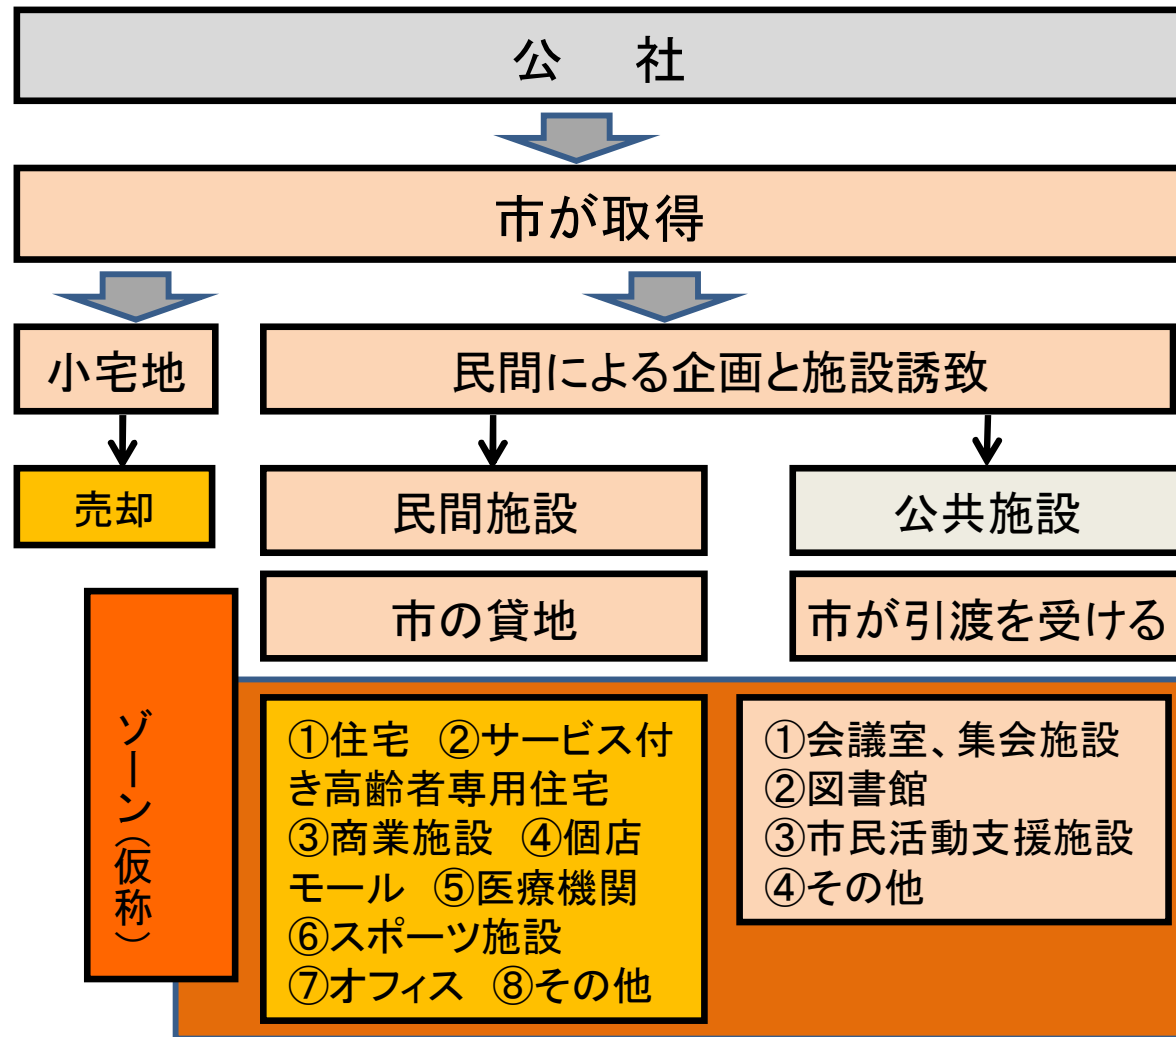 公 社
市が取得
小宅地
民間による企画と施設誘致
売却
民間施設
公共施設
市の貸地
市が引渡を受ける
ゾーン(仮称)
①住宅 ②サービス付
き高齢者専用住宅
③商業施設 ④個店
モール ⑤医療機関
⑥スポーツ施設
⑦オフィス ⑧その他
①会議室、集会施設
②図書館
③市民活動支援施設
④その他